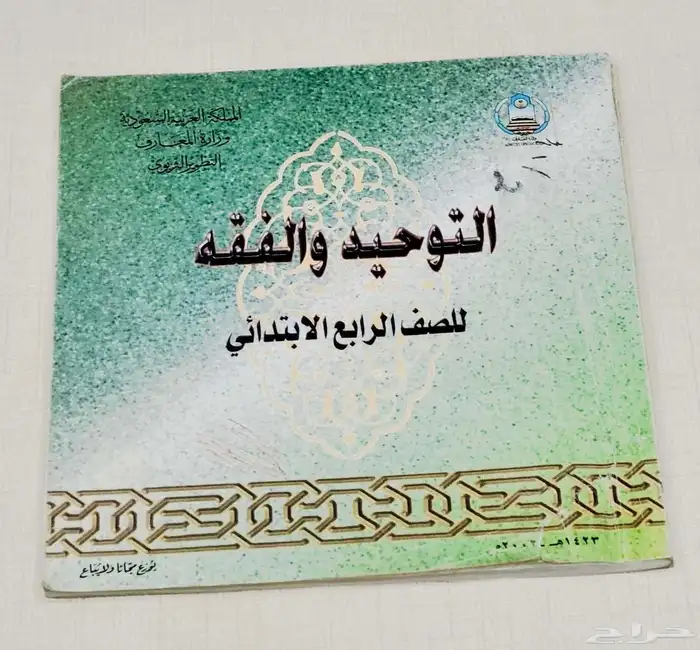 المملكة العربية السعودية
وزارة المعارف
التطوير التربوي
التوحيد والفقه
للصف الرابع الابتدائي
١٤٢٣هـ - ٢٠٠٢م
يوزع مجاناً ولا يباع
حراج